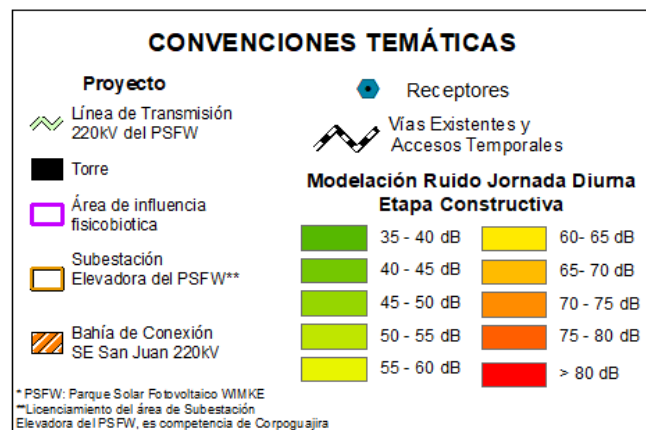 CONVENCIONES TEMÁTICAS
Proyecto
Línea de Transmisión
220kV del PSFW
Torre
Área de influencia
fisicobiotica
Subestación
Elevadora del PSFW**
Bahía de Conexión
SE San Juan 220kV
Receptores
Vías Existentes y
Accesos Temporales
Modelación Ruido Jornada Diurna
Etapa Constructiva
35 - 40 dB
40 - 45 dB
45 - 50 dB
50 - 55 dB
55 - 60 dB
60- 65 dB
65- 70 dB
70 - 75 dB
75 - 80 dB
> 80 dB
* PSFW: Parque Solar Fotovoltaico WIMKE
**Licenciamiento del área de Subestación
Elevadora del PSFW, es competencia de Corpoguajira